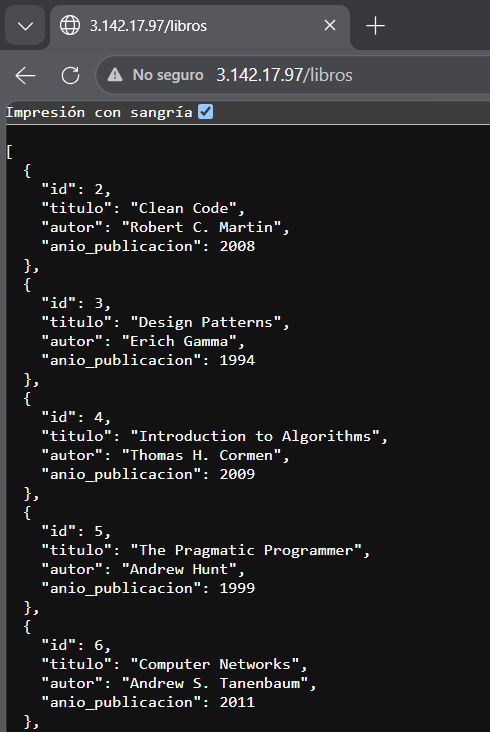 3.142.17.97/libros
No seguro 3.142.17.97/libros
Impresión con sangría
[
  {
    "id": 2,
    "titulo": "Clean Code",
    "autor": "Robert C. Martin",
    "anio_publicacion": 2008
  },
  {
    "id": 3,
    "titulo": "Design Patterns",
    "autor": "Erich Gamma",
    "anio_publicacion": 1994
  },
  {
    "id": 4,
    "titulo": "Introduction to Algorithms",
    "autor": "Thomas H. Cormen",
    "anio_publicacion": 2009
  },
  {
    "id": 5,
    "titulo": "The Pragmatic Programmer",
    "autor": "Andrew Hunt",
    "anio_publicacion": 1999
  },
  {
    "id": 6,
    "titulo": "Computer Networks",
    "autor": "Andrew S. Tanenbaum",
    "anio_publicacion": 2011
  },